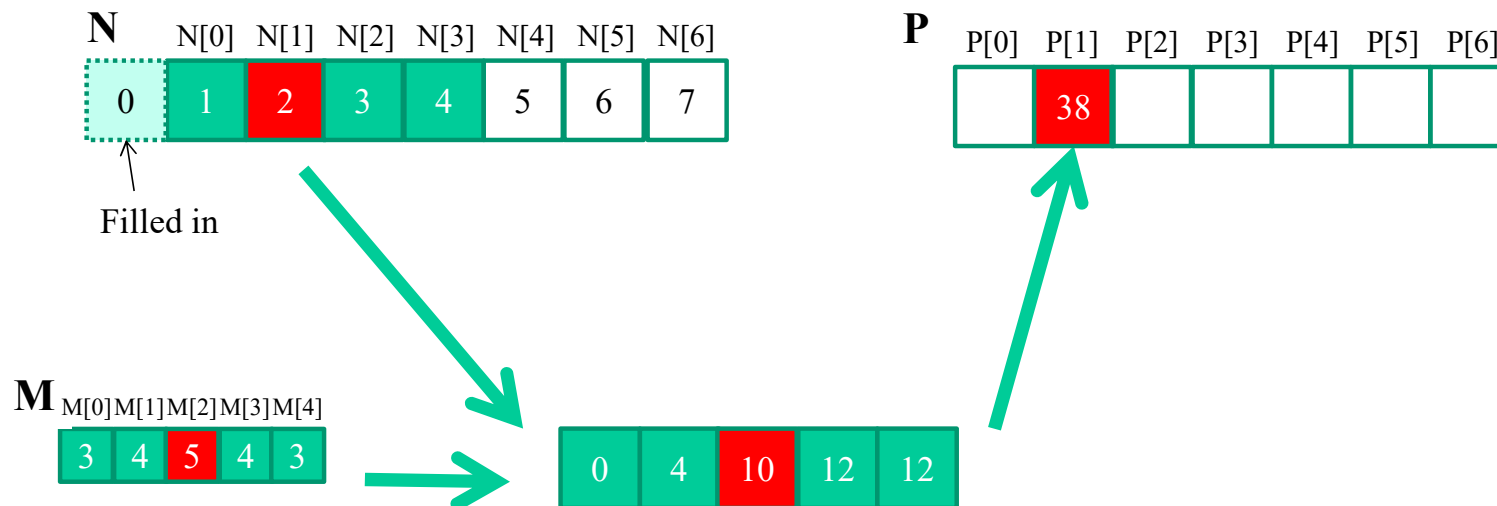 N N[0] N[1] N[2] N[3] N[4] N[5] N[6]
0 1 2 3 4 5 6 7
Filled in
P P[0] P[1] P[2] P[3] P[4] P[5] P[6]
38
M M[0] M[1] M[2] M[3] M[4]
3 4 5 4 3
0 4 10 12 12